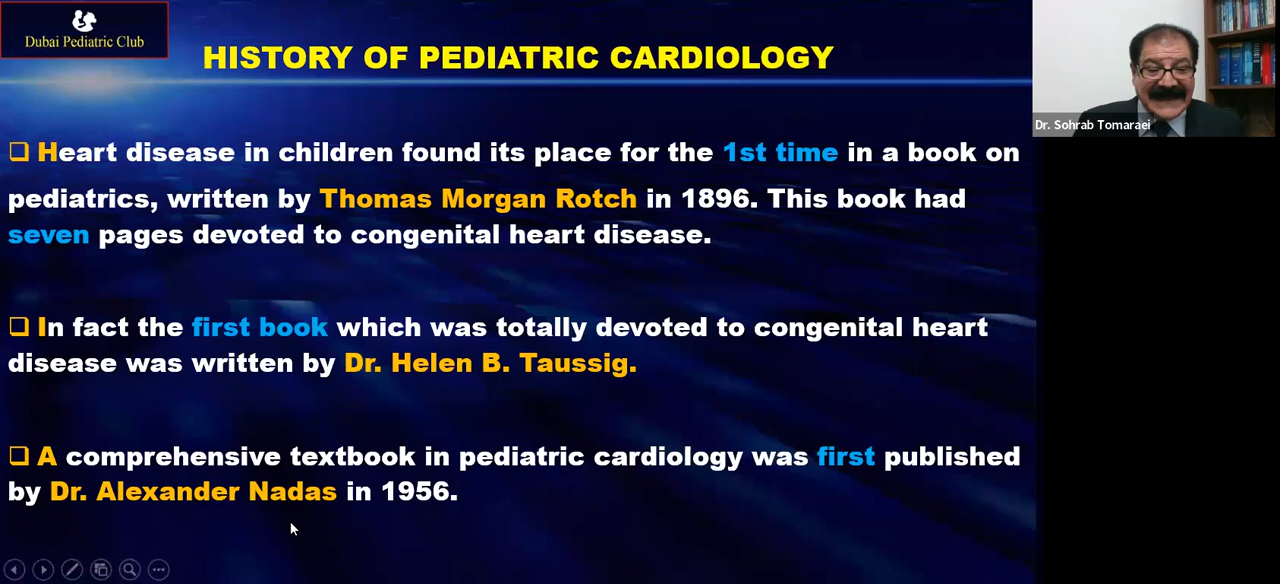 Dubai Pediatric Club
HISTORY OF PEDIATRIC CARDIOLOGY
Dr. Sohrab Tomaraei
Heart disease in children found its place for the 1st time in a book on
pediatrics, written by Thomas Morgan Rotch in 1896. This book had
seven pages devoted to congenital heart disease.
In fact the first book which was totally devoted to congenital heart
disease was written by Dr. Helen B. Taussig.
A comprehensive textbook in pediatric cardiology was first published
by Dr. Alexander Nadas in 1956.